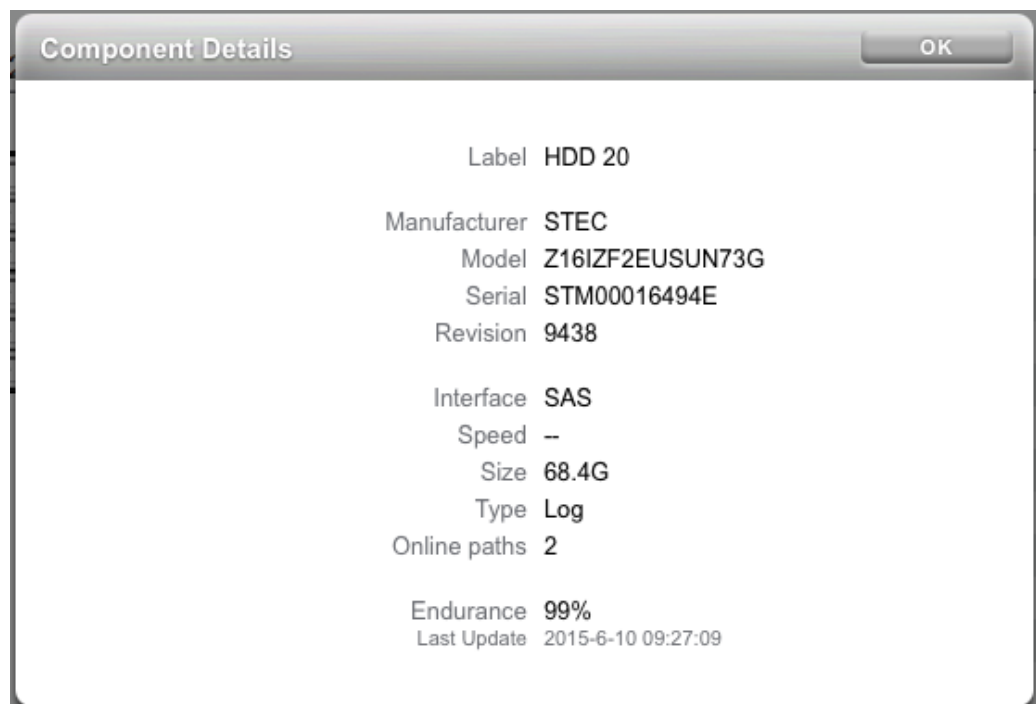 Component Details
OK
Label HDD 20
Manufacturer STEC
Model Z16IZF2EUSUN73G
Serial STM00016494E
Revision 9438
Interface SAS
Speed --
Size 68.4G
Type Log
Online paths 2
Endurance 99%
Last Update 2015-6-10 09:27:09